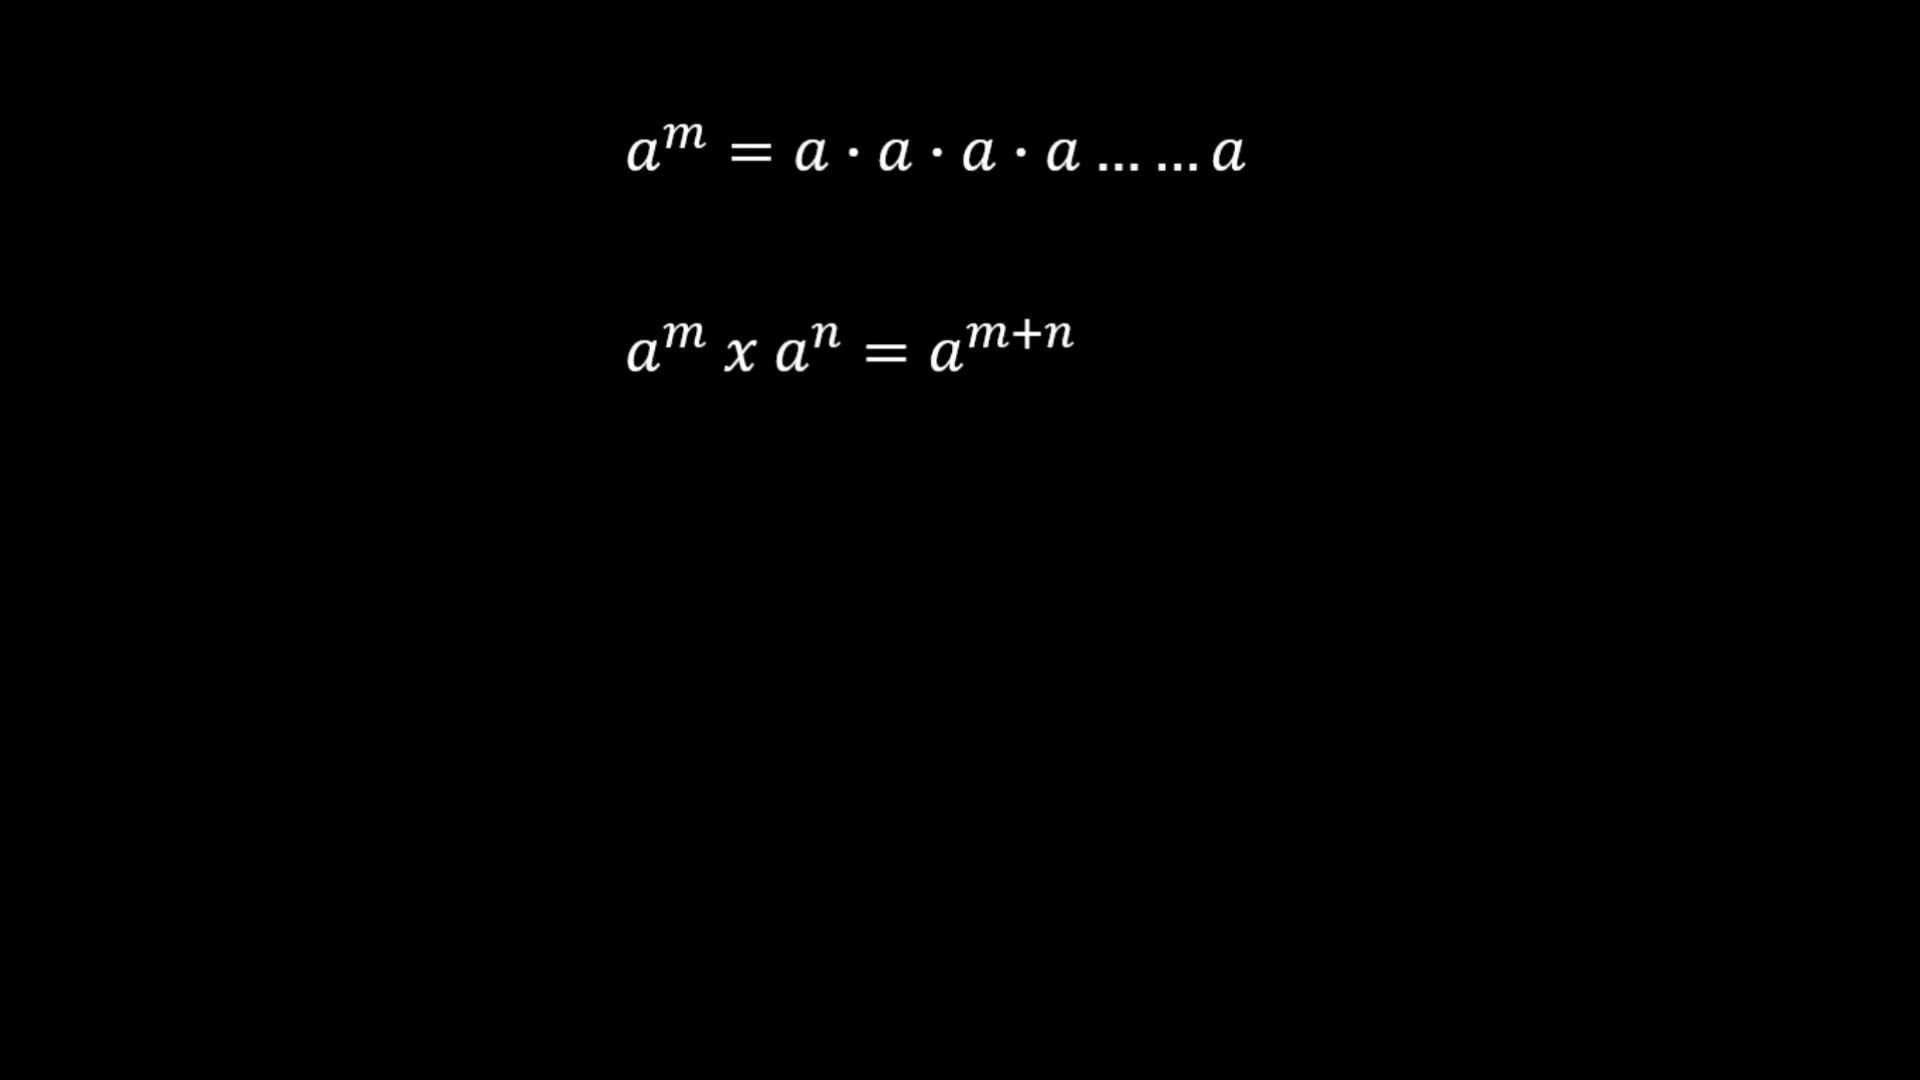 a^m = a · a · a · a … … a
a^m x a^n = a^{m+n}